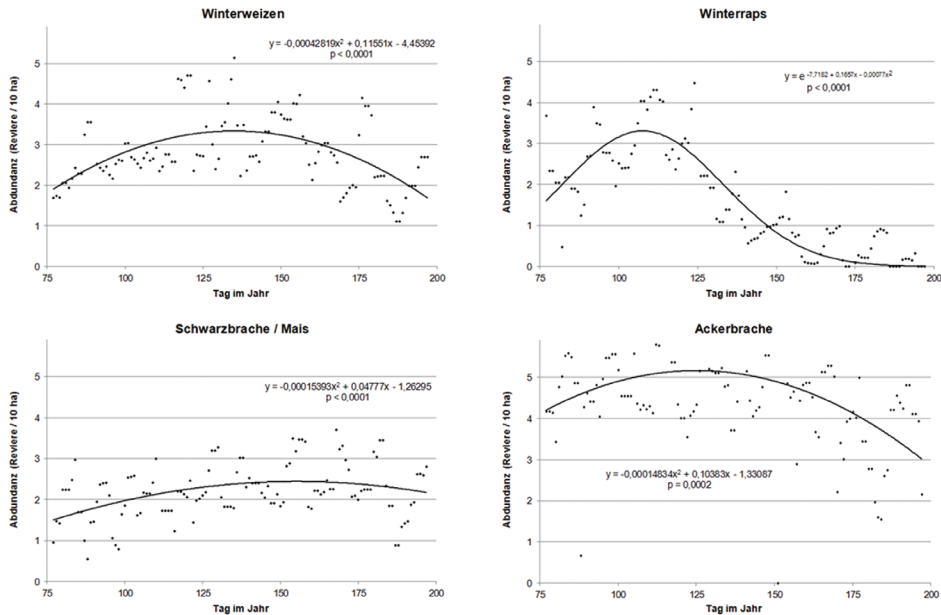 Winterweizen
Abdundanz (Reviere / 10 ha)
y = -0,00042819x² + 0,11551x - 4,45392
p < 0,0001
5
4
3
2
1
0
75
100
125
150
175
200
Tag im Jahr
Winterraps
Abdundanz (Reviere / 10 ha)
y = e -7,7182 + 0,1657x - 0,00077x²
p < 0,0001
5
4
3
2
1
0
75
100
125
150
175
200
Tag im Jahr
Schwarzbrache / Mais
Abdundanz (Reviere / 10 ha)
y = -0,00015393x² + 0,04777x - 1,26295
p < 0,0001
5
4
3
2
1
0
75
100
125
150
175
200
Tag im Jahr
Ackerbrache
Abdundanz (Reviere / 10 ha)
y = -0,00014834x² + 0,10383x - 1,33087
p = 0,0002
5
4
3
2
1
0
75
100
125
150
175
200
Tag im Jahr